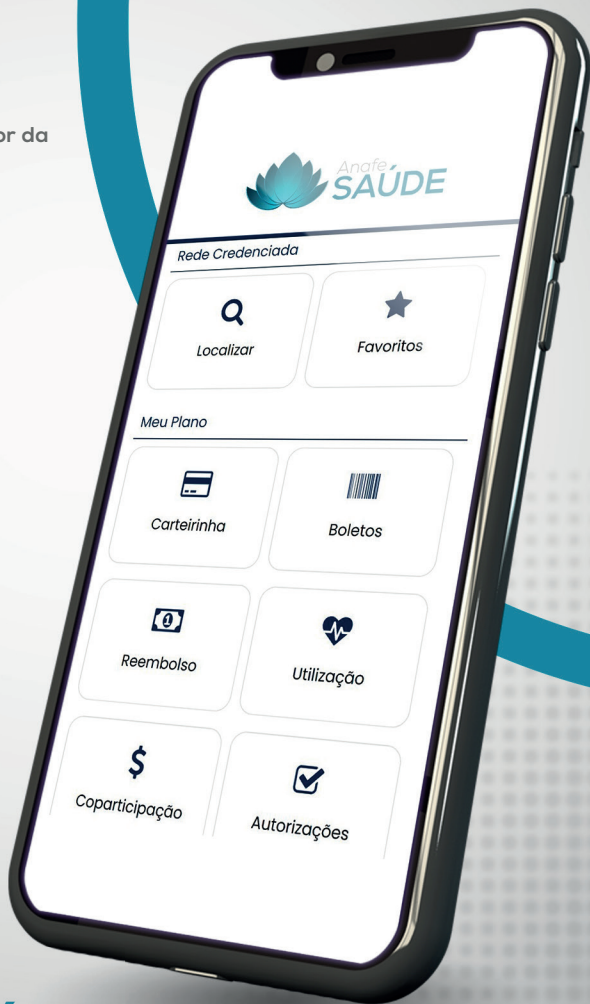 or da
Anafe
SAÚDE
Rede Credenciada
Localizar
Favoritos
Meu Plano
Carteirinha
Boletos
Reembolso
Utilização
Coparticipação
Autorizações